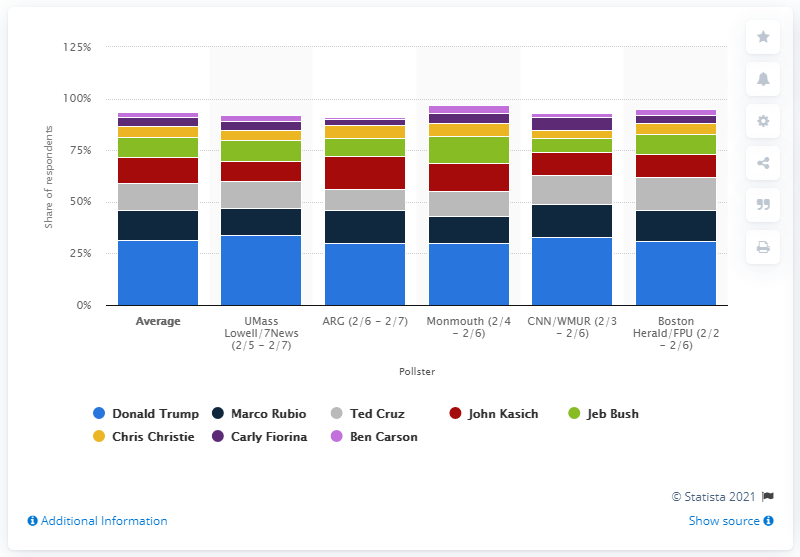 125%
100%
75%
50%
25%
0%
Share of respondents
Average
UMass
Lowell/7News
(2/5 – 2/7)
ARG (2/6 – 2/7)
Monmouth (2/4
– 2/6)
CNN/WMUR (2/3
– 2/6)
Boston
Herald/FPU (2/2
– 2/6)
Pollster
Donald Trump
Marco Rubio
Ted Cruz
John Kasich
Jeb Bush
Chris Christie
Carly Fiorina
Ben Carson
© Statista 2021
Additional Information
Show source